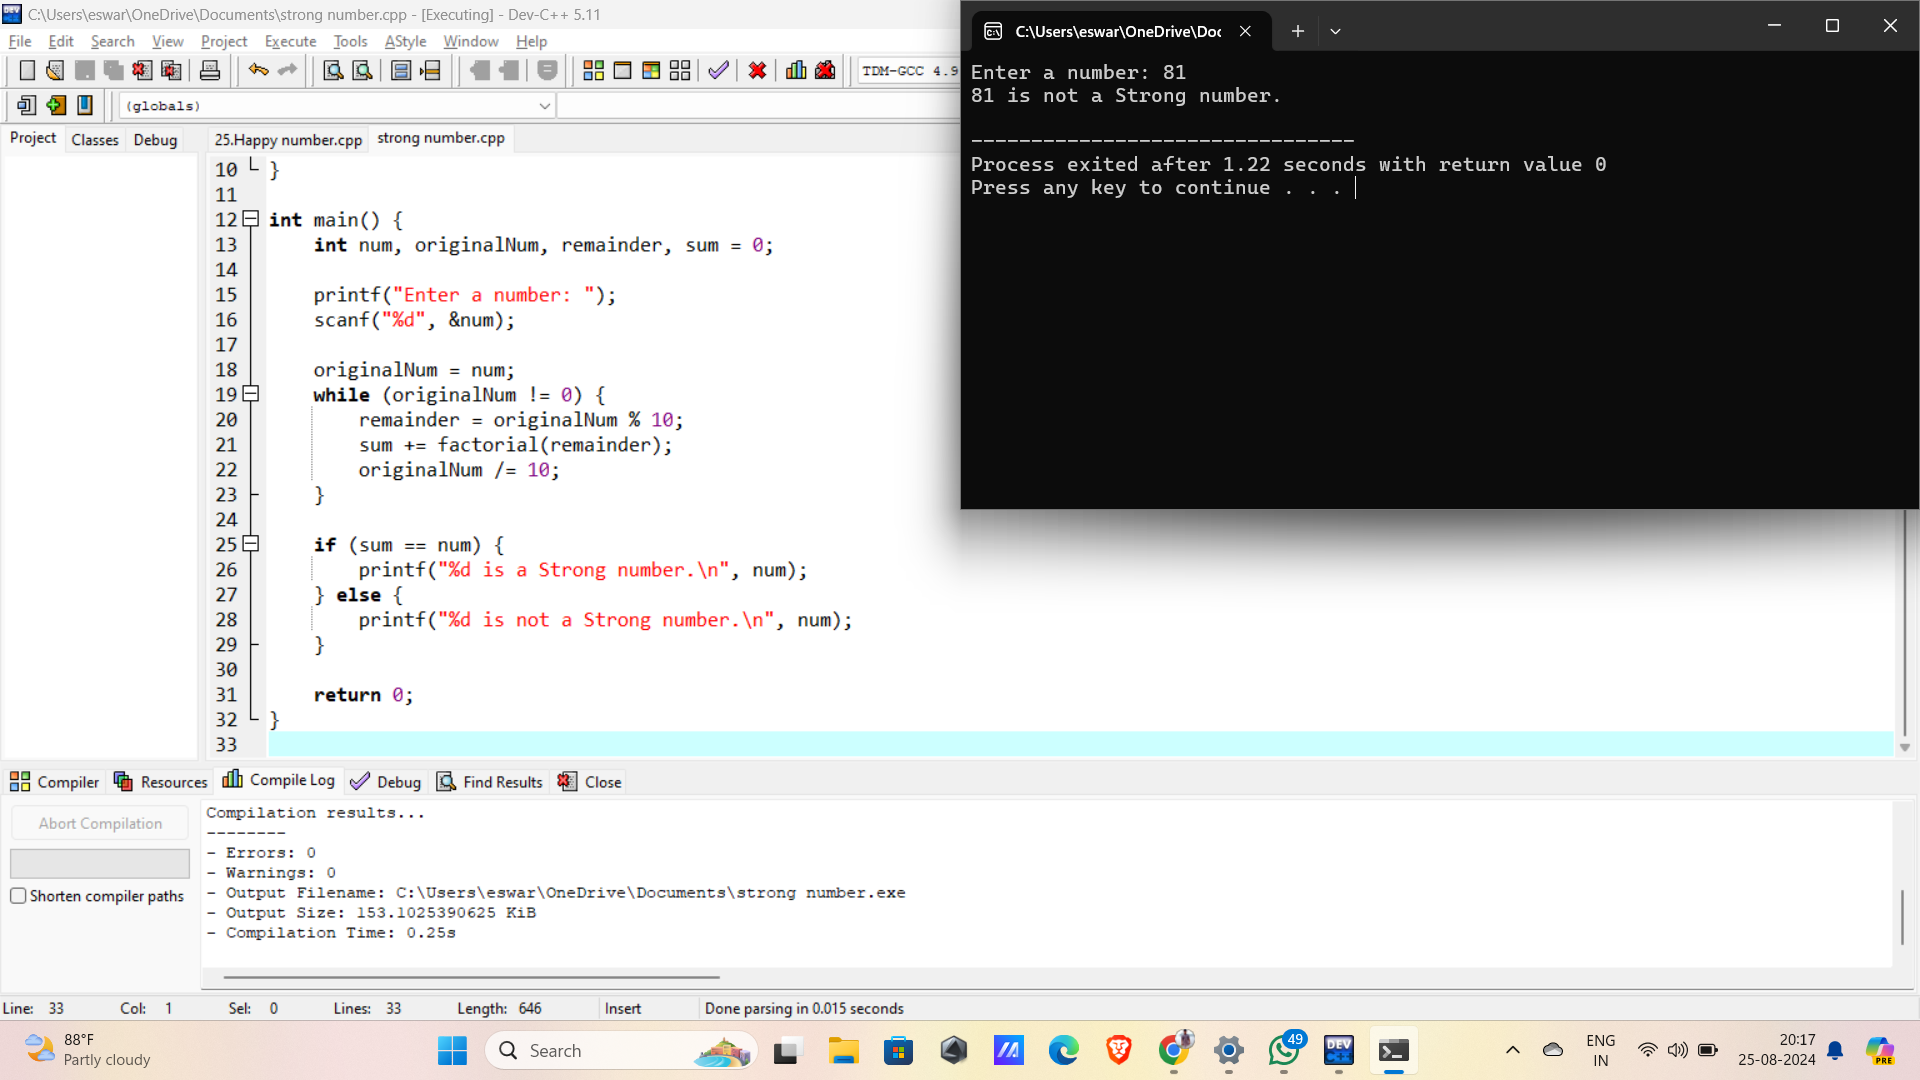 C:\Users\eswar\OneDrive\Documents\strong number.cpp - [Executing] - Dev-C++ 5.11
File Edit Search View Project Execute Tools AStyle Window Help
TDM-GCC 4.9
(globals)
Project Classes Debug
25.Happy number.cpp strong number.cpp
10 }
11
12 int main() {
13 int num, originalNum, remainder, sum = 0;
14
15 printf("Enter a number: ");
16 scanf("%d", &num);
17
18 originalNum = num;
19 while (originalNum != 0) {
20 remainder = originalNum % 10;
21 sum += factorial(remainder);
22 originalNum /= 10;
23 }
24
25 if (sum == num) {
26 printf("%d is a Strong number.\n", num);
27 } else {
28 printf("%d is not a Strong number.\n", num);
29 }
30
31 return 0;
32 }
33
C:\Users\eswar\OneDrive\Doc
Enter a number: 81
81 is not a Strong number.
--------------------------------
Process exited after 1.22 seconds with return value 0
Press any key to continue . . .
Compiler Resources Compile Log Debug Find Results Close
Abort Compilation
Shorten compiler paths
Compilation results...
--------
- Errors: 0
- Warnings: 0
- Output Filename: C:\Users\eswar\OneDrive\Documents\strong number.exe
- Output Size: 153.1025390625 KiB
- Compilation Time: 0.25s
Line: 33 Col: 1 Sel: 0 Lines: 33 Length: 646 Insert Done parsing in 0.015 seconds
88°F
Partly cloudy
Search
49
DEV
C++
ENG
IN
20:17
25-08-2024
PRE